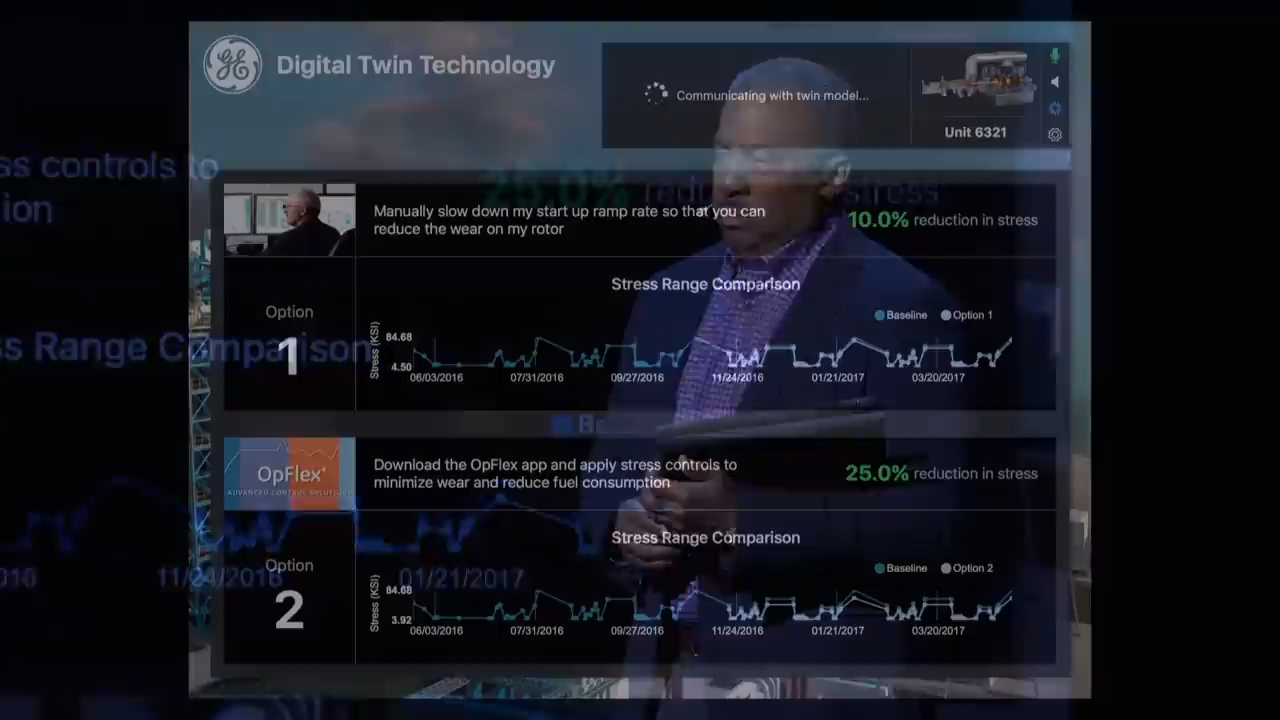 GE
Digital Twin Technology
Communicating with twin model...
Unit 6321
ss controls to
ion
25.0% reduction in stress
Manually slow down my start up ramp rate so that you can
reduce the wear on my rotor
10.0% reduction in stress
Option
1
Stress Range Comparison
Baseline Option 1
Stress (KSI)
84.68
4.50
06/03/2016 07/31/2016 09/27/2016 11/24/2016 01/21/2017 03/20/2017
ss Range Comparison
OpFlex*
ADVANCED CONTROL SOLUTIONS
Download the OpFlex app and apply stress controls to
minimize wear and reduce fuel consumption
25.0% reduction in stress
Option
2
Stress Range Comparison
Baseline Option 2
Stress (KSI)
84.68
3.92
06/03/2016 07/31/2016 09/27/2016 11/24/2016 01/21/2017 03/20/2017
016 11/24/2016 01/21/2017